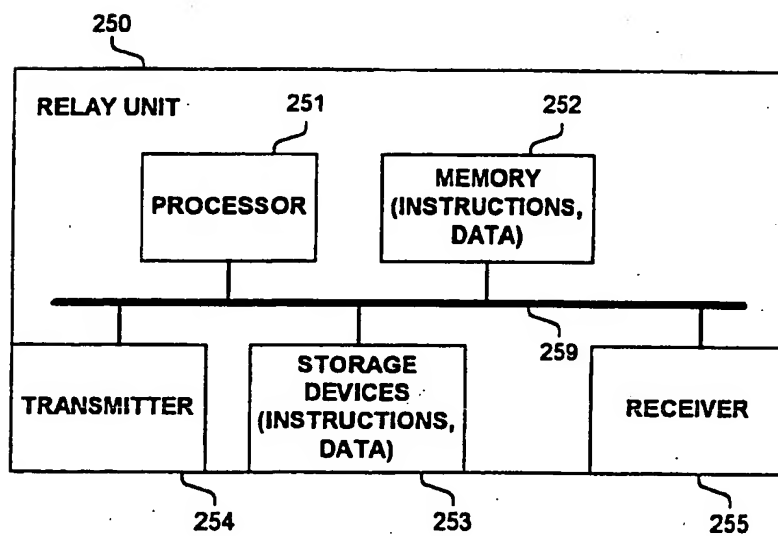 250
RELAY UNIT
251
252
PROCESSOR
MEMORY
(INSTRUCTIONS,
DATA)
259
TRANSMITTER
STORAGE
DEVICES
(INSTRUCTIONS,
DATA)
RECEIVER
254
253
255